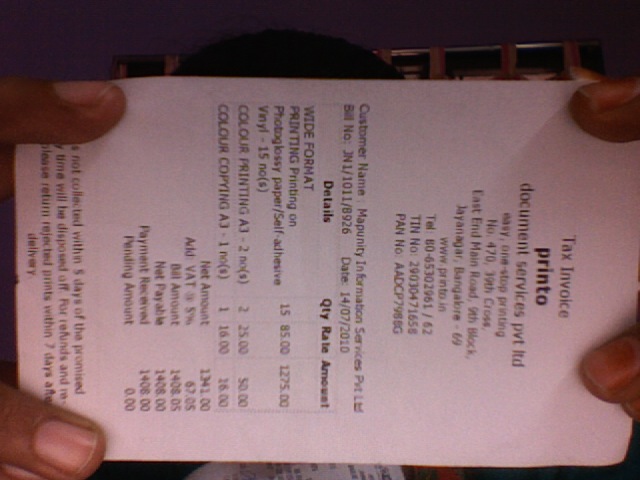 Tax Invoice
printo
document services pvt ltd
easy, one-stop printing
No: 470, 39th Cross,
East End Main Road, 9th Block,
Jayanagar, Bangalore - 69
www.printo.in
Tel: 80-65302961 / 62
TIN No: 29030471658
PAN No: AADCP7988G
Customer Name : Mapunity Information Services Pvt Ltd
Bill No: JN1/1011/8926 Date: 14/07/2010
Details Qty Rate Amount
WIDE FORMAT
PRINTING Printing on
Photoglossy paper/Self-adhesive 15 85.00 1275.00
Vinyl - 15 no(s)
COLOUR PRINTING A3 - 2 no(s) 2 25.00 50.00
COLOUR COPYING A3 - 1 no(s) 1 16.00 16.00
Net Amount 1341.00
Add: VAT @ 5% 67.05
Bill Amount 1408.05
Net Payable 1408.00
Payment Received 1408.00
Pending Amount 0.00
s not collected within 5 days of the promised
y time will be disposed off. For refunds and re-
please return rejected prints within 7 days after
delivery.